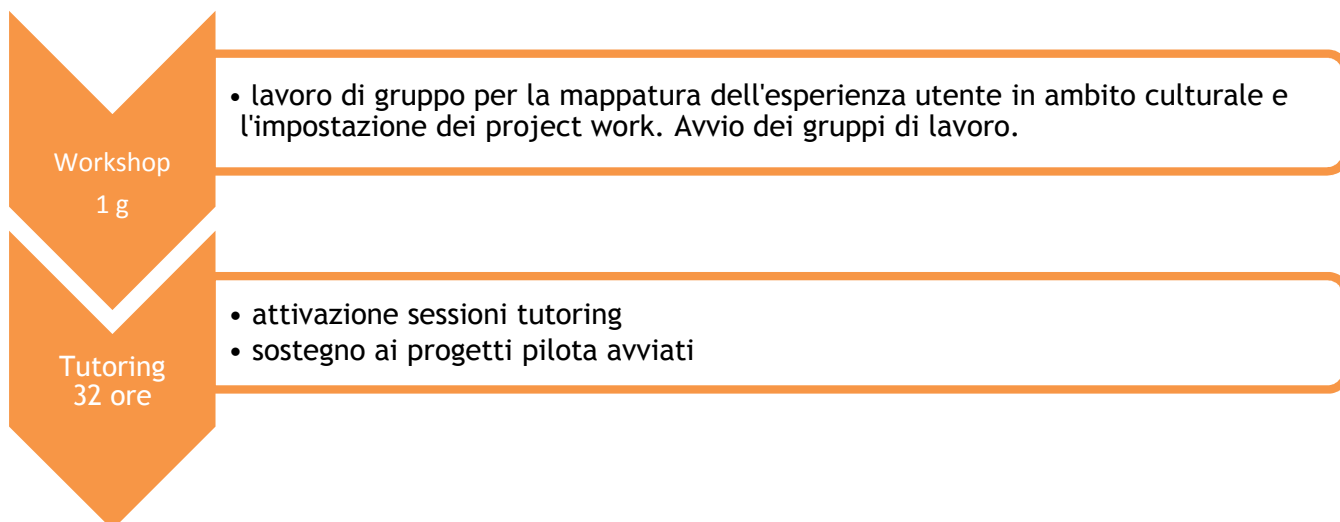 Workshop
1 g
• lavoro di gruppo per la mappatura dell'esperienza utente in ambito culturale e
l'impostazione dei project work. Avvio dei gruppi di lavoro.
Tutoring
32 ore
• attivazione sessioni tutoring
• sostegno ai progetti pilota avviati